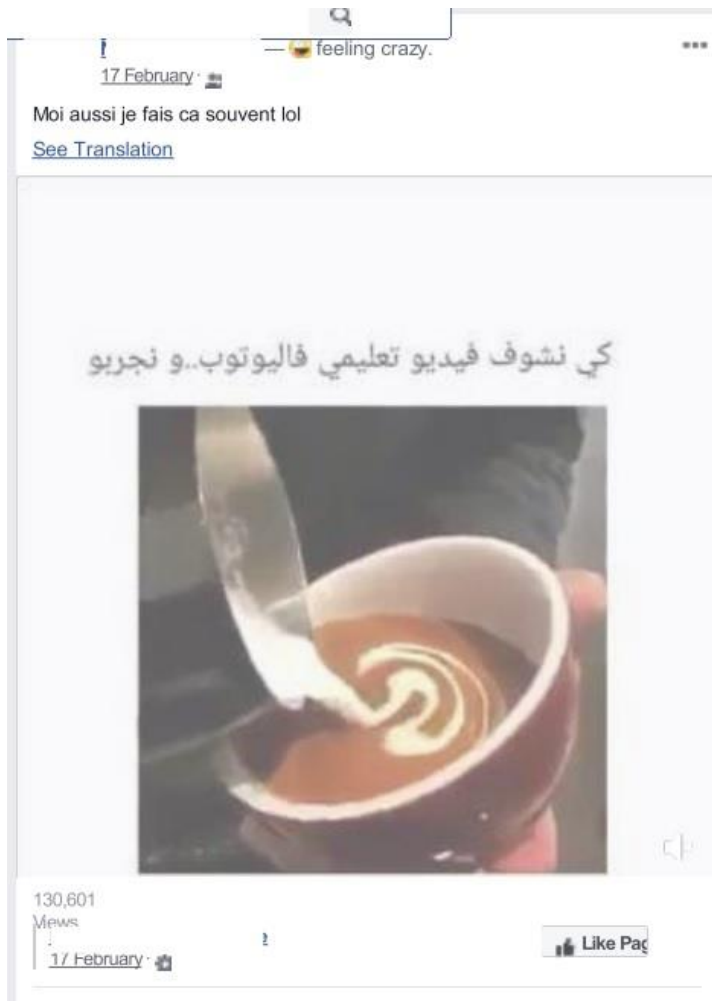 — feeling crazy.
17 February ·
Moi aussi je fais ca souvent lol
See Translation
كي نشوف فيديو تعليمي فاليوتوب..و نجربو
130,601
Views
17 February ·
Like Pag